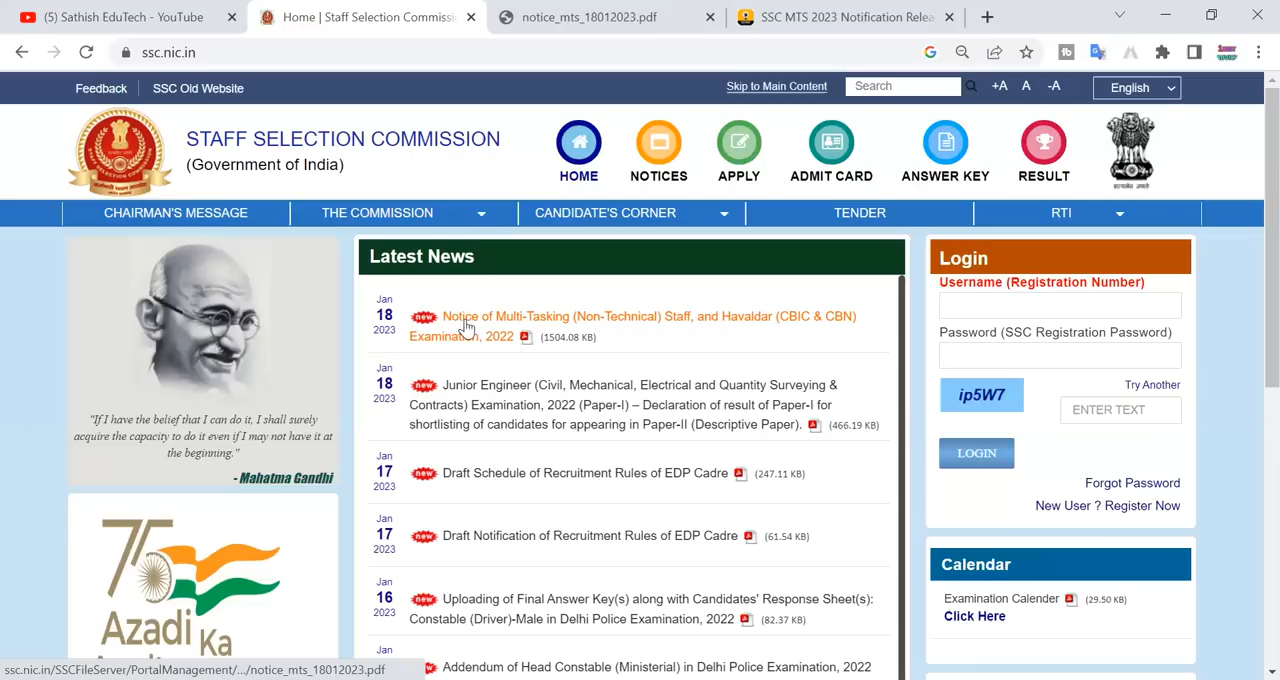 (5) Sathish EduTech - YouTube
Home | Staff Selection Commissi
notice_mts_18012023.pdf
SSC MTS 2023 Notification Relea
ssc.nic.in
Feedback
SSC Old Website
Skip to Main Content
Search
+A
A
-A
English
STAFF SELECTION COMMISSION
(Government of India)
HOME
NOTICES
APPLY
ADMIT CARD
ANSWER KEY
RESULT
CHAIRMAN'S MESSAGE
THE COMMISSION
CANDIDATE'S CORNER
TENDER
RTI
"If I have the belief that I can do it, I shall surely
acquire the capacity to do it even if I may not have it at
the beginning."
- Mahatma Gandhi
75
Azadi Ka
Latest News
Jan
18
2023
new Notice of Multi-Tasking (Non-Technical) Staff, and Havaldar (CBIC & CBN)
Examination, 2022 (1504.08 KB)
Jan
18
2023
new Junior Engineer (Civil, Mechanical, Electrical and Quantity Surveying &
Contracts) Examination, 2022 (Paper-I) – Declaration of result of Paper-I for
shortlisting of candidates for appearing in Paper-II (Descriptive Paper). (466.19 KB)
Jan
17
2023
new Draft Schedule of Recruitment Rules of EDP Cadre (247.11 KB)
Jan
17
2023
new Draft Notification of Recruitment Rules of EDP Cadre (61.54 KB)
Jan
16
2023
new Uploading of Final Answer Key(s) along with Candidates' Response Sheet(s):
Constable (Driver)-Male in Delhi Police Examination, 2022 (82.37 KB)
new Addendum of Head Constable (Ministerial) in Delhi Police Examination, 2022
Login
Username (Registration Number)
Password (SSC Registration Password)
ip5W7
Try Another
ENTER TEXT
LOGIN
Forgot Password
New User ? Register Now
Calendar
Examination Calender (29.50 KB)
Click Here
ssc.nic.in/SSCFileServer/PortalManagement/.../notice_mts_18012023.pdf